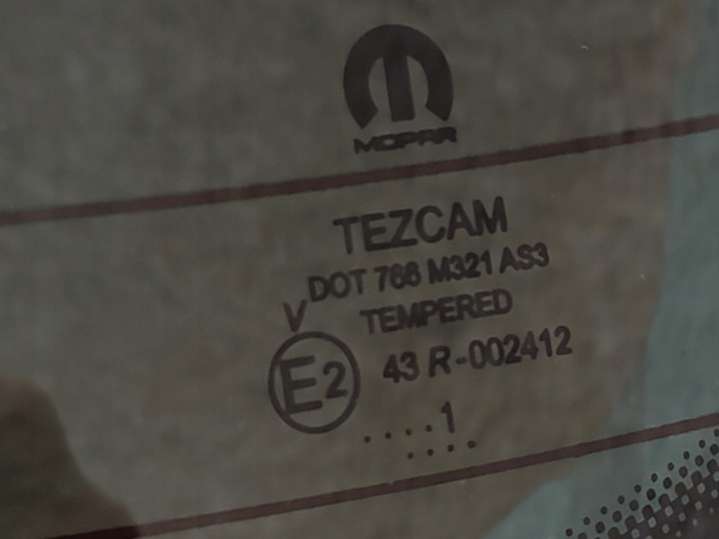 MOPAR
TEZCAM
DOT 766 M321 AS3
V TEMPERED
E2 43 R-002412
....1
....